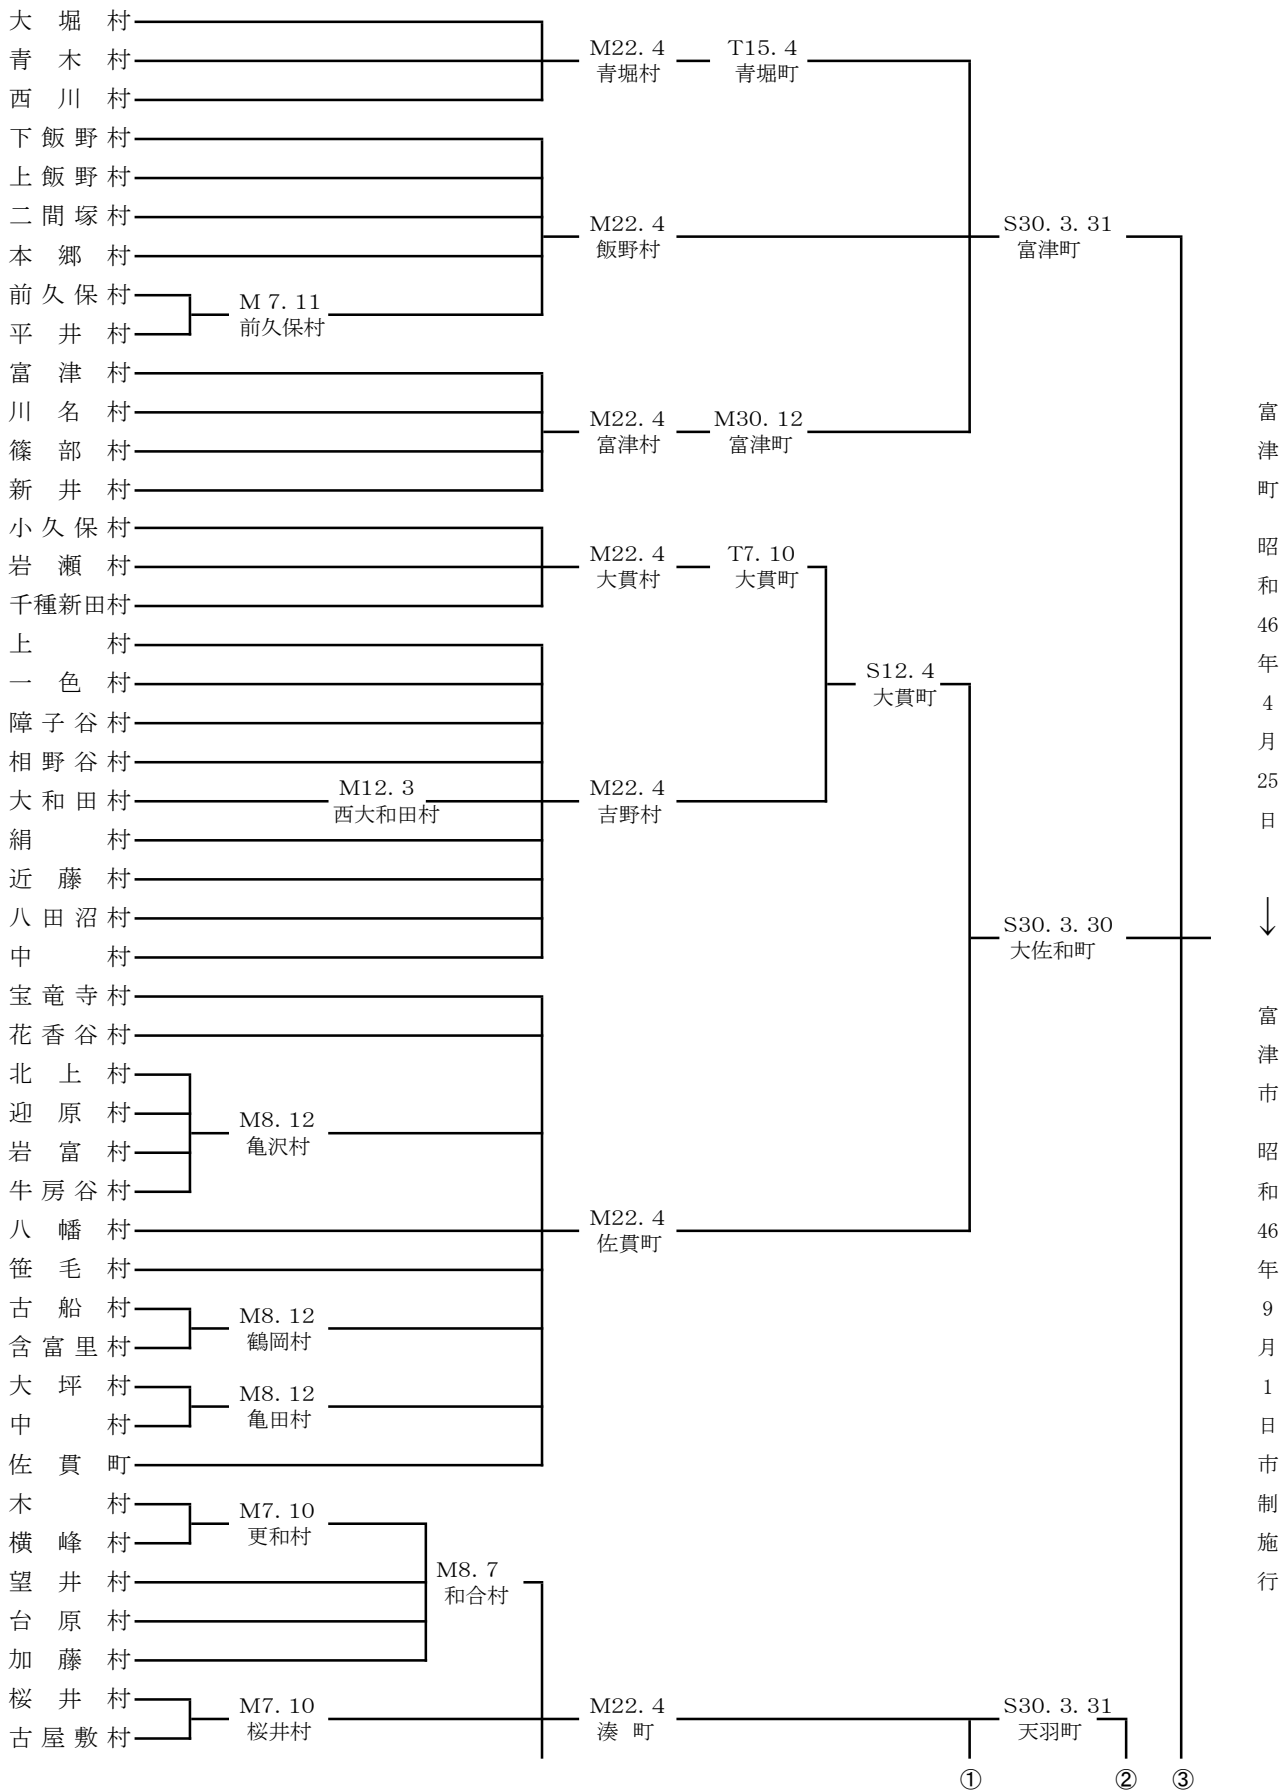 大堀村
青木村
西川村
下飯野村
上飯野村
二間塚村
本郷村
前久保村
平井村
富津村
川名村
篠部村
新井村
小久保村
岩瀬村
千種新田村
上村
一色村
障子谷村
相野谷村
大和田村
絹村
近藤村
八田沼村
中村
宝竜寺村
花香谷村
北上村
迎原村
岩富村
牛房谷村
八幡村
笹毛村
古船村
含富里村
大坪村
中村
佐貫町
木村
横峰村
望井村
台原村
加藤村
桜井村
古屋敷村
M 7. 11
前久保村
M12. 3
西大和田村
M8. 12
亀沢村
M8. 12
鶴岡村
M8. 12
亀田村
M7. 10
更和村
M8. 7
和合村
M7. 10
桜井村
M22. 4
青堀村
M22. 4
飯野村
M22. 4
富津村
M22. 4
大貫村
M22. 4
吉野村
M22. 4
佐貫町
M22. 4
湊 町
T15. 4
青堀町
M30. 12
富津町
T7. 10
大貫町
S12. 4
大貫町
S30. 3. 31
富津町
S30. 3. 30
大佐和町
S30. 3. 31
天羽町
① ② ③
富津町 昭和46年4月25日 ↓ 富津市 昭和46年9月1日市制施行